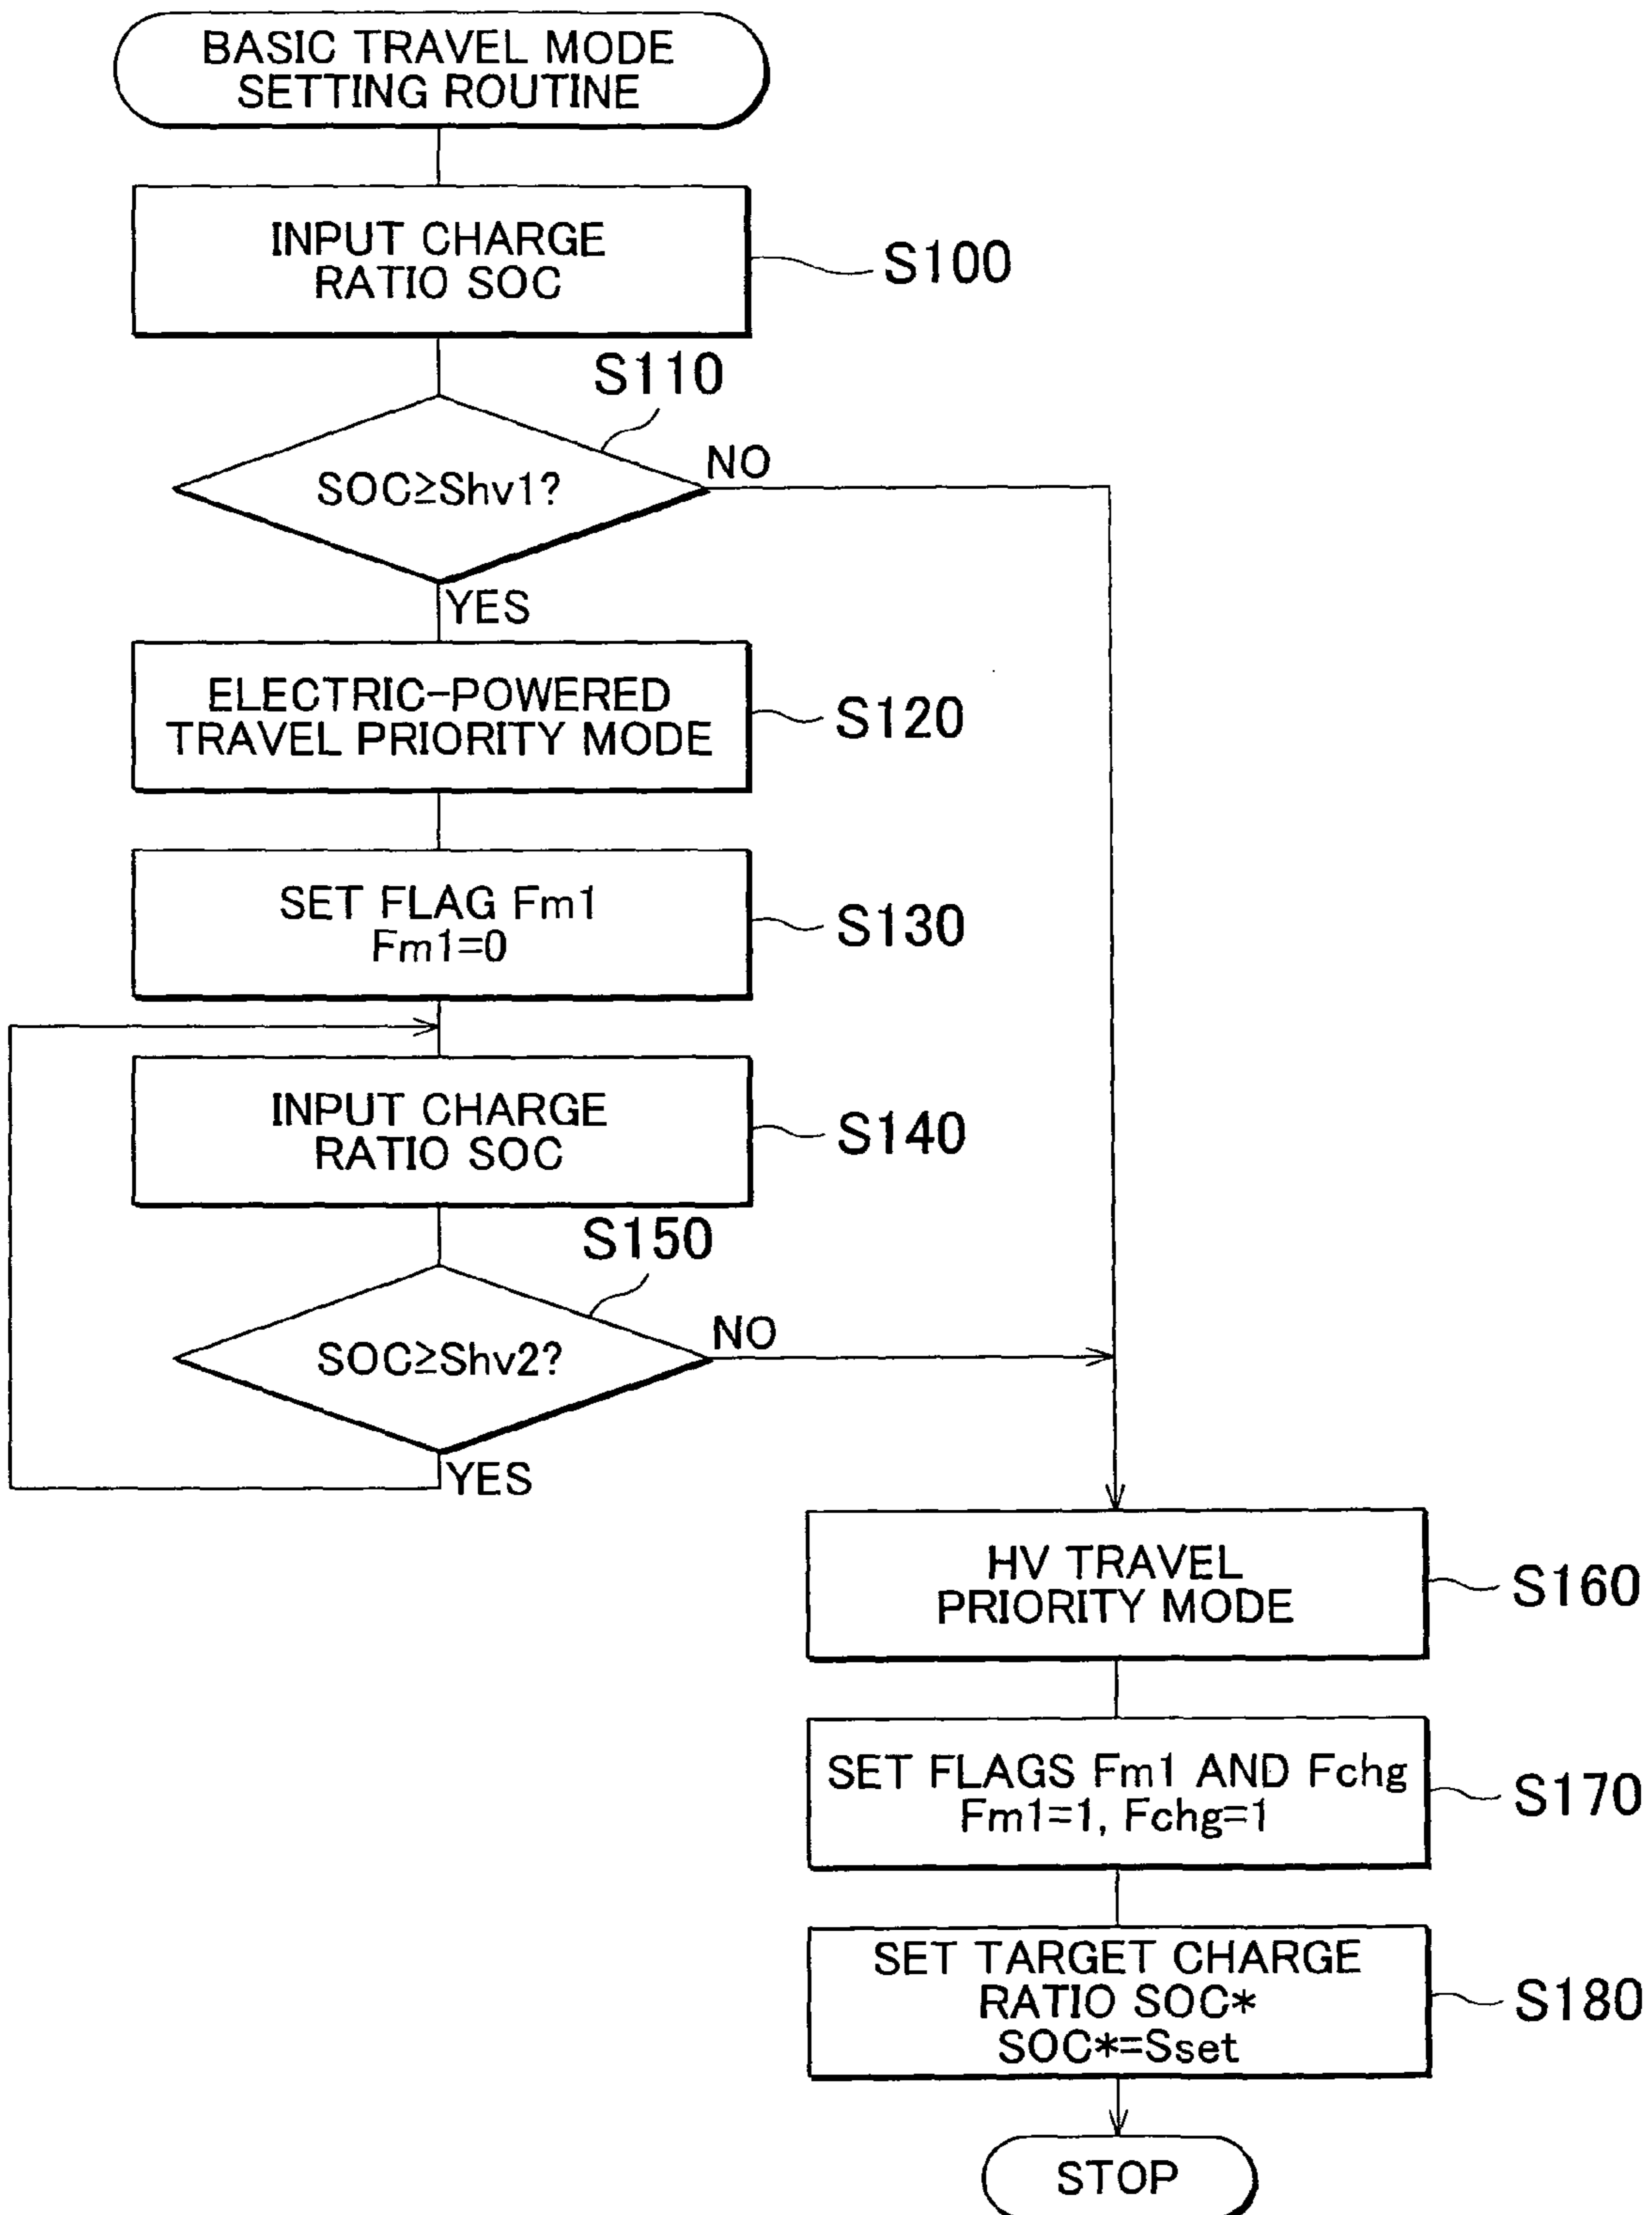 BASIC TRAVEL MODE
SETTING ROUTINE
INPUT CHARGE
RATIO SOC
S100
S110
SOC≥Shv1?
NO
YES
ELECTRIC-POWERED
TRAVEL PRIORITY MODE
S120
SET FLAG Fm1
Fm1=0
S130
INPUT CHARGE
RATIO SOC
S140
S150
SOC≥Shv2?
NO
YES
HV TRAVEL
PRIORITY MODE
S160
SET FLAGS Fm1 AND Fchg
Fm1=1, Fchg=1
S170
SET TARGET CHARGE
RATIO SOC*
SOC*=Sset
S180
STOP